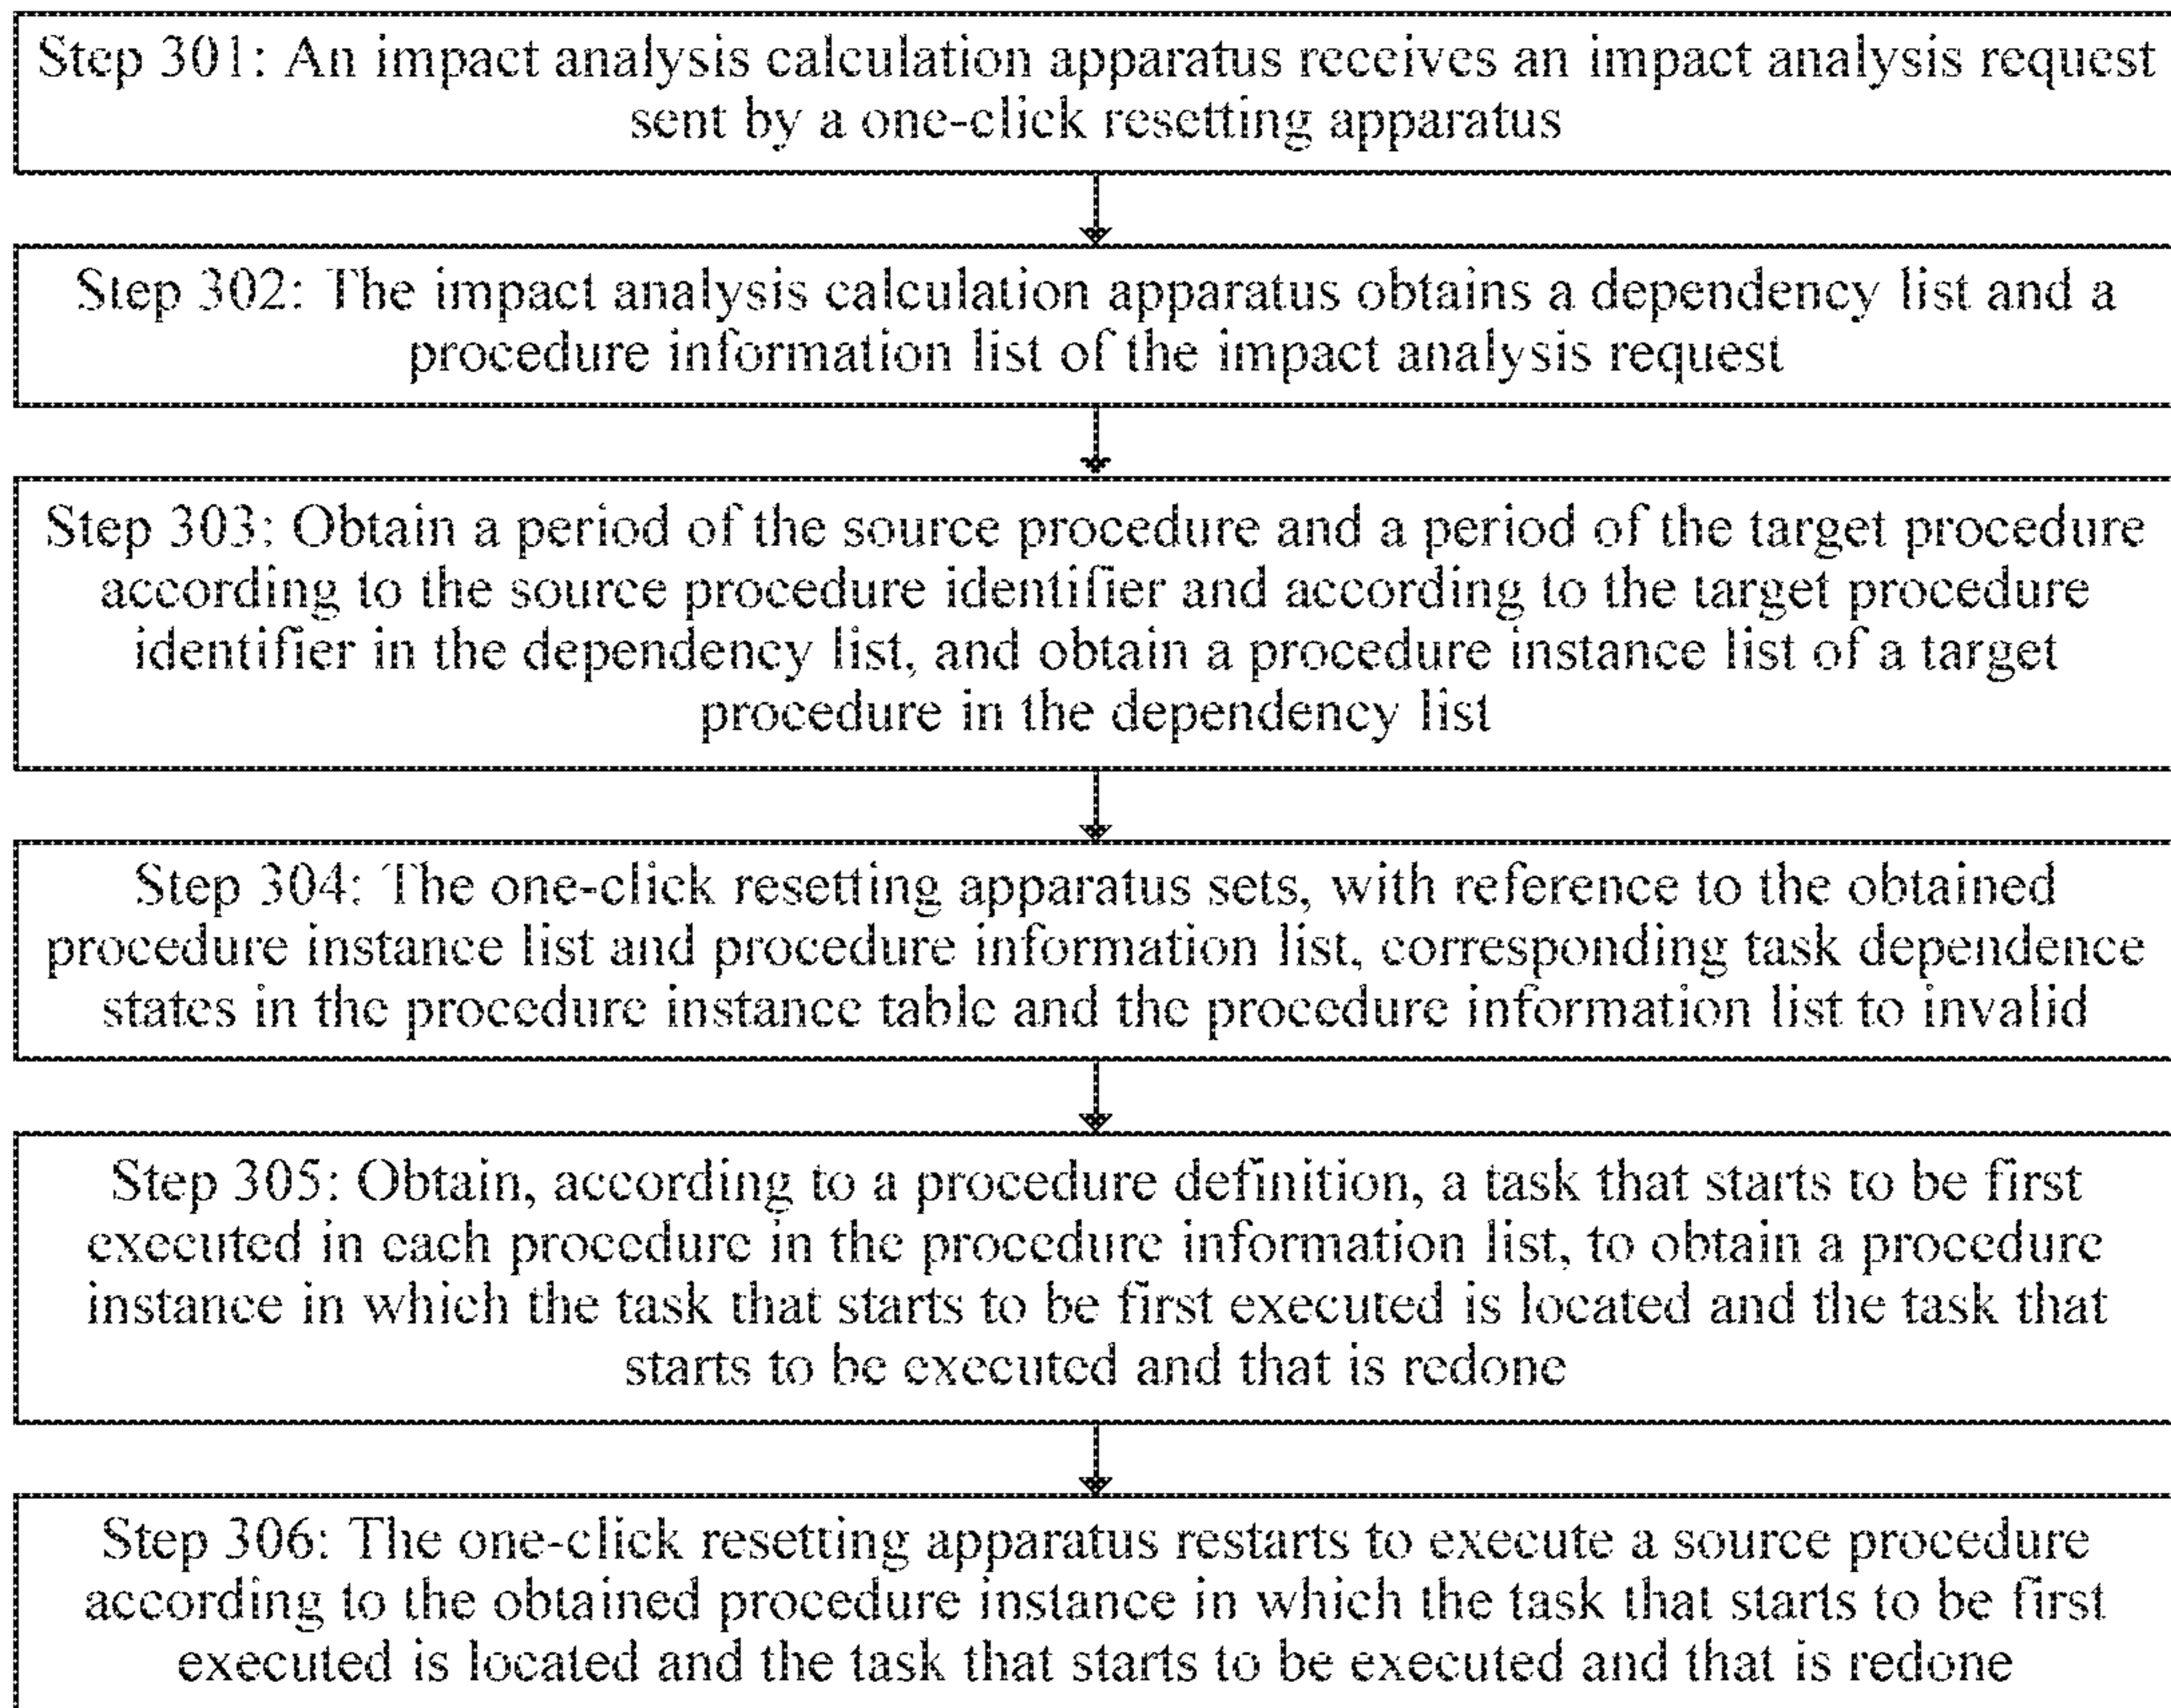 Step 301: An impact analysis calculation apparatus receives an impact analysis request
sent by a one-click resetting apparatus
Step 302: The impact analysis calculation apparatus obtains a dependency list and a
procedure information list of the impact analysis request
Step 303: Obtain a period of the source procedure and a period of the target procedure
according to the source procedure identifier and according to the target procedure
identifier in the dependency list, and obtain a procedure instance list of a target
procedure in the dependency list
Step 304: The one-click resetting apparatus sets, with reference to the obtained
procedure instance list and procedure information list, corresponding task dependence
states in the procedure instance table and the procedure information list to invalid
Step 305: Obtain, according to a procedure definition, a task that starts to be first
executed in each procedure in the procedure information list, to obtain a procedure
instance in which the task that starts to be first executed is located and the task that
starts to be executed and that is redone
Step 306: The one-click resetting apparatus restarts to execute a source procedure
according to the obtained procedure instance in which the task that starts to be first
executed is located and the task that starts to be executed and that is redone